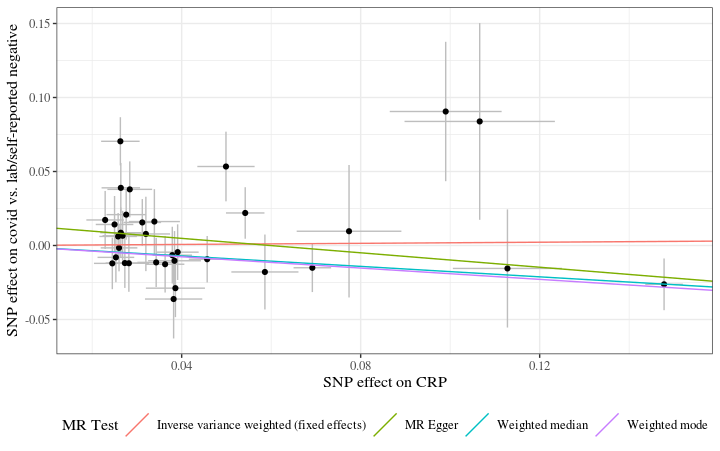 SNP effect on covid vs. lab/self-reported negative
0.15
0.10
0.05
0.00
-0.05
0.04
0.08
0.12
SNP effect on CRP
MR Test
Inverse variance weighted (fixed effects)
MR Egger
Weighted median
Weighted mode